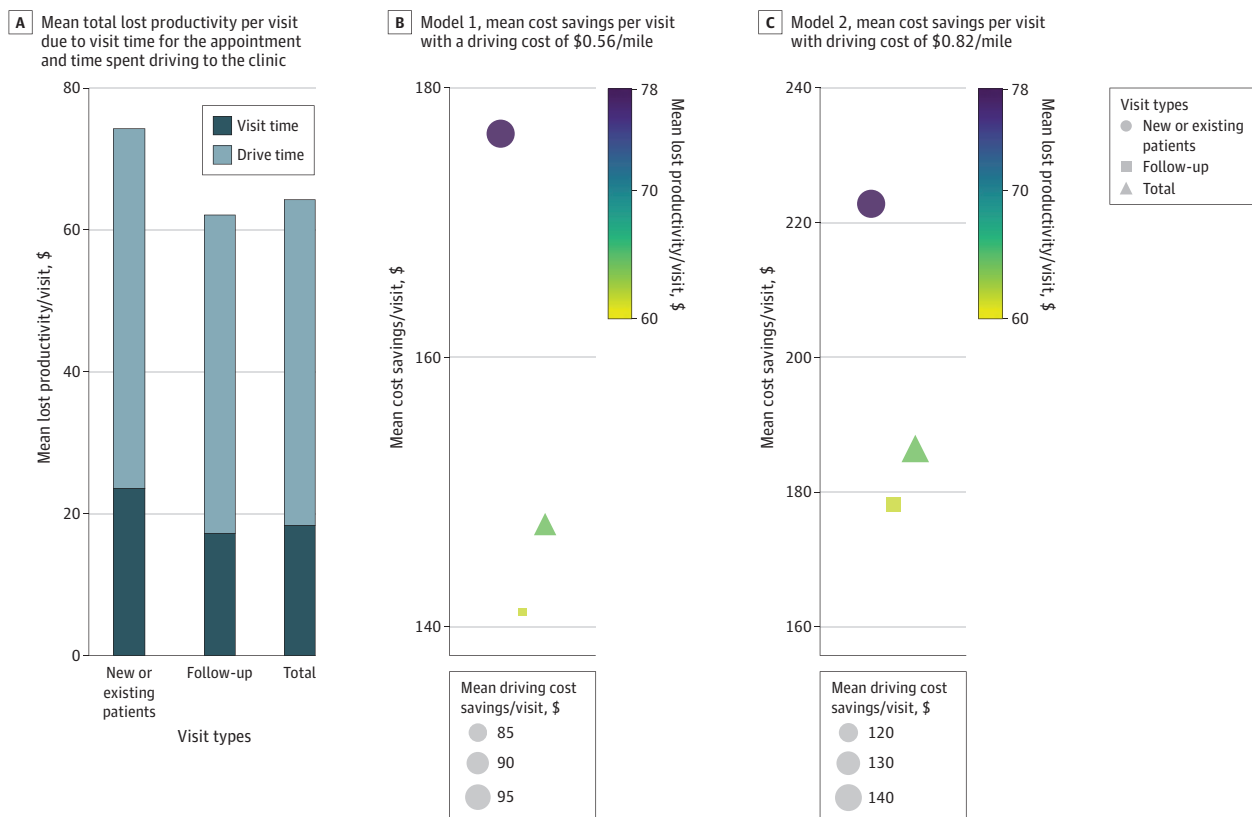 A Mean total lost productivity per visit
due to visit time for the appointment
and time spent driving to the clinic
80
60
40
20
0
Mean lost productivity/visit, $
Visit time
Drive time
New or
existing
patients
Follow-up
Total
Visit types
B Model 1, mean cost savings per visit
with a driving cost of $0.56/mile
180
160
140
Mean cost savings/visit, $
78
70
60
Mean lost productivity/visit, $
Mean driving cost
savings/visit, $
85
90
95
C Model 2, mean cost savings per visit
with driving cost of $0.82/mile
240
220
200
180
160
Mean cost savings/visit, $
78
70
60
Mean lost productivity/visit, $
Mean driving cost
savings/visit, $
120
130
140
Visit types
New or existing
patients
Follow-up
Total